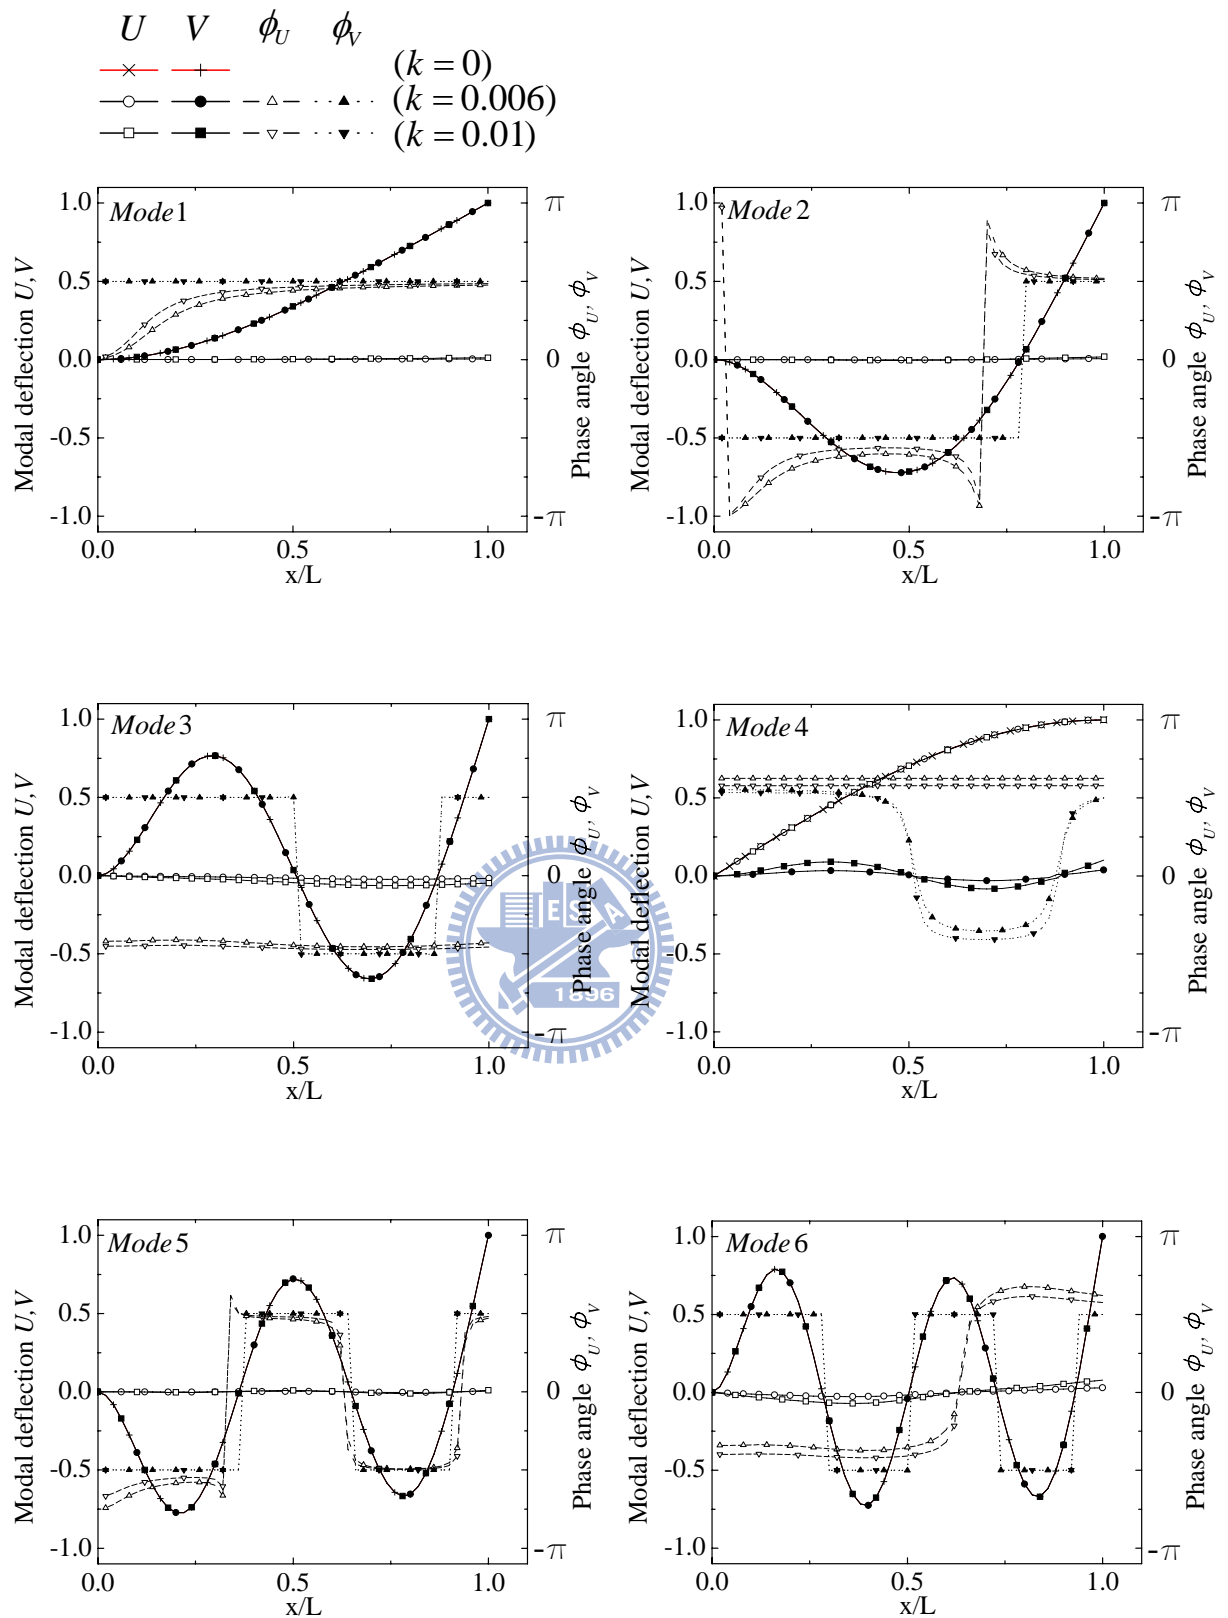 U V ϕ_U ϕ_V
(k = 0)
(k = 0.006)
(k = 0.01)
Mode 1
1.0
0.5
0.0
-0.5
-1.0
π
0
-π
0.0 0.5 1.0
x/L
Modal deflection U,V
Phase angle ϕ_U, ϕ_V
Mode 2
1.0
0.5
0.0
-0.5
-1.0
π
0
-π
0.0 0.5 1.0
x/L
Modal deflection U,V
Phase angle ϕ_U, ϕ_V
Mode 3
1.0
0.5
0.0
-0.5
-1.0
π
0
-π
0.0 0.5 1.0
x/L
Modal deflection U,V
Phase angle ϕ_U, ϕ_V
Mode 4
1.0
0.5
0.0
-0.5
-1.0
π
0
-π
0.0 0.5 1.0
x/L
Modal deflection U,V
Phase angle ϕ_U, ϕ_V
E S A
1896
Mode 5
1.0
0.5
0.0
-0.5
-1.0
π
0
-π
0.0 0.5 1.0
x/L
Modal deflection U,V
Phase angle ϕ_U, ϕ_V
Mode 6
1.0
0.5
0.0
-0.5
-1.0
π
0
-π
0.0 0.5 1.0
x/L
Modal deflection U,V
Phase angle ϕ_U, ϕ_V